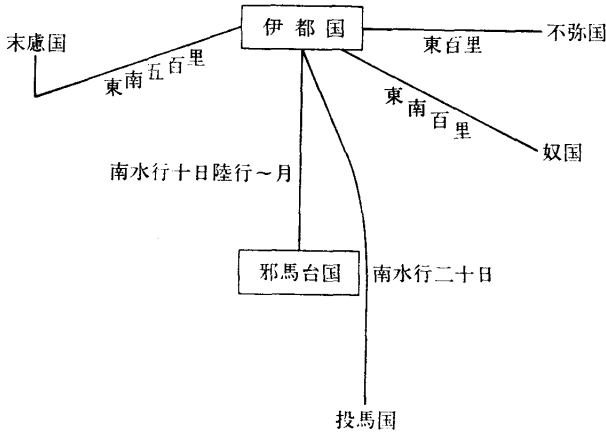 伊都国
末慮国
不弥国
東百里
東南五百里
東南百里
奴国
南水行十日陸行～月
邪馬台国
南水行二十日
投馬国